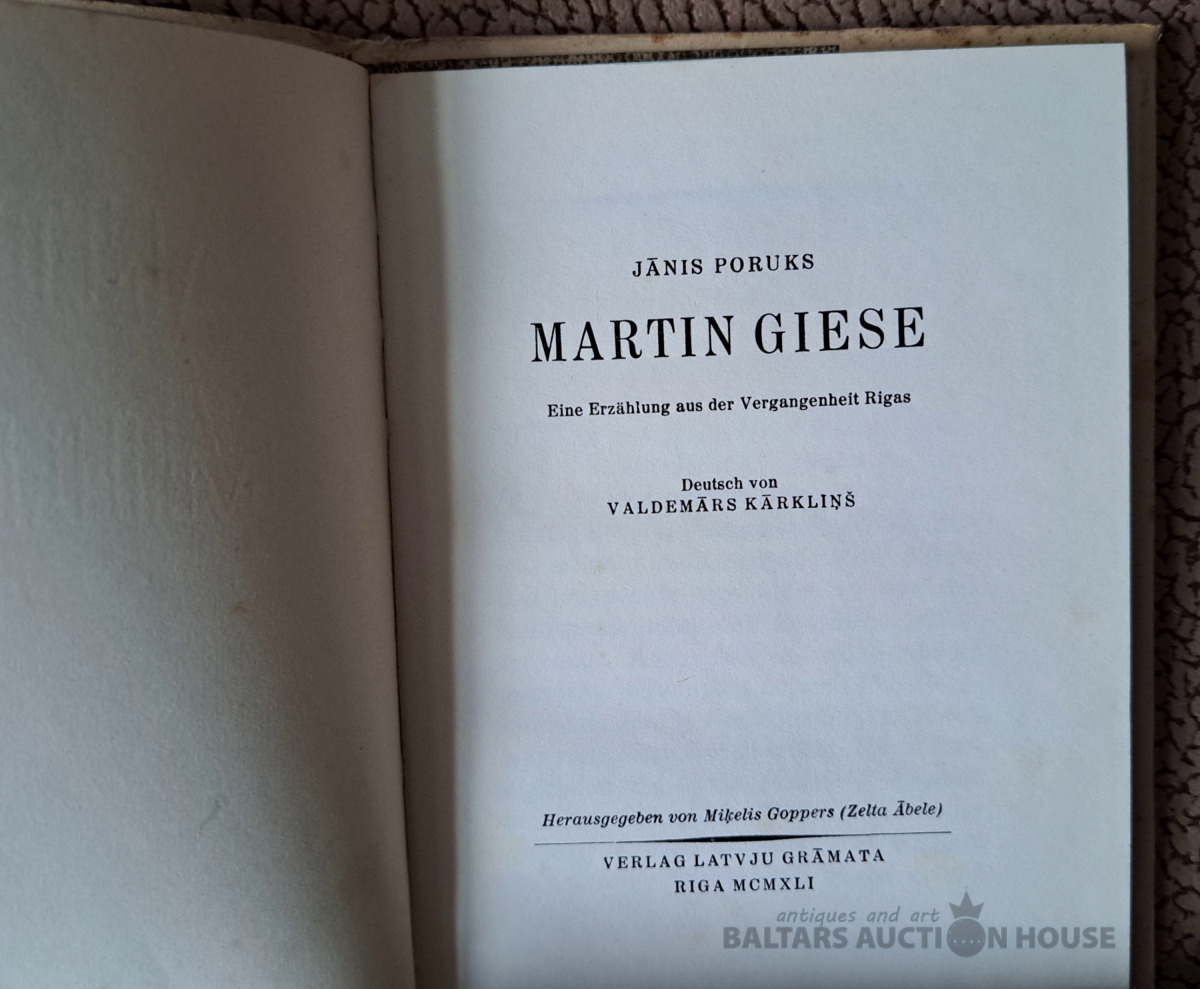 JĀNIS PORUKS
MARTIN GIESE
Eine Erzählung aus der Vergangenheit Rigas
Deutsch von
VALDEMĀRS KĀRKLIŅŠ
Herausgegeben von Miķelis Goppers (Zelta Ābele)
VERLAG LATVJU GRĀMATA
RIGA MCMXLI
antiques and art
BALTARS AUCTION HOUSE